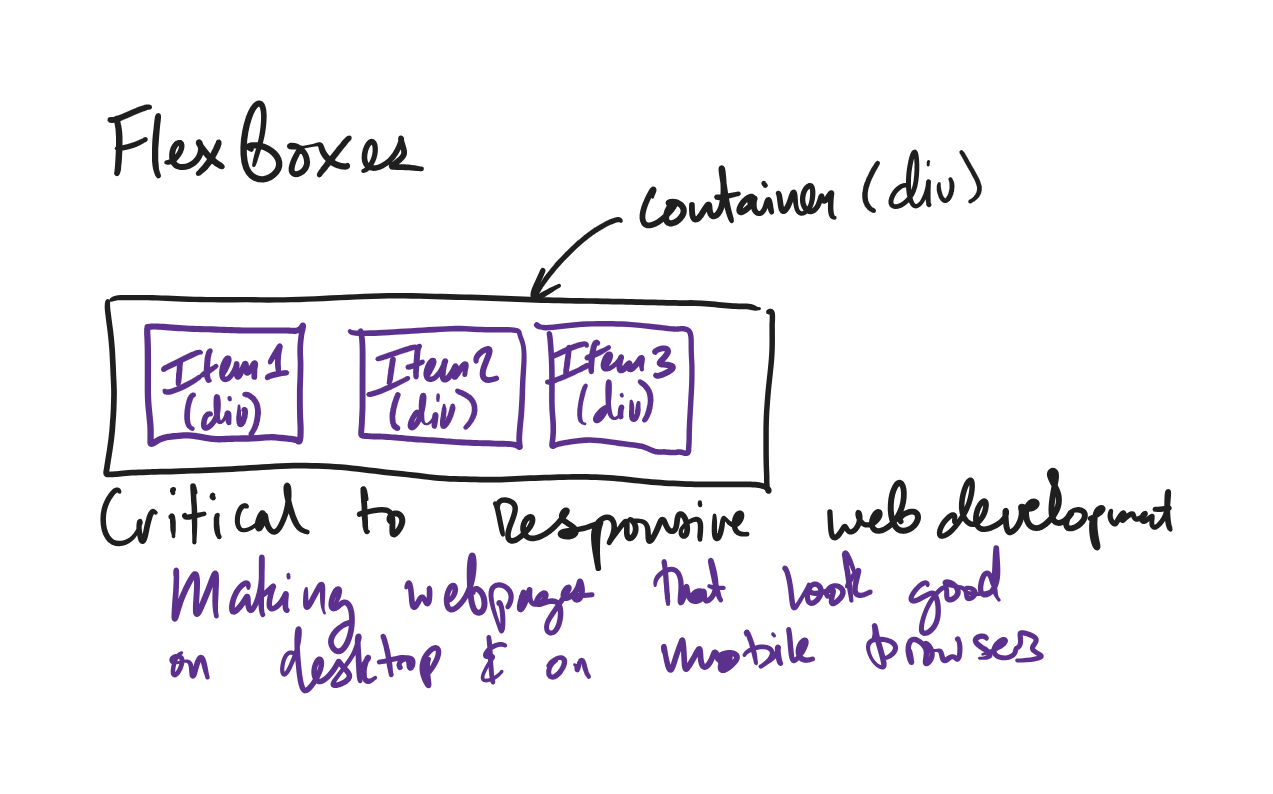 Flexboxes
container (div)
Item 1
(div)
Item 2
(div)
Item 3
(div)
Critical to Responsive web development
Making webpages that look good
on desktop & on mobile browsers